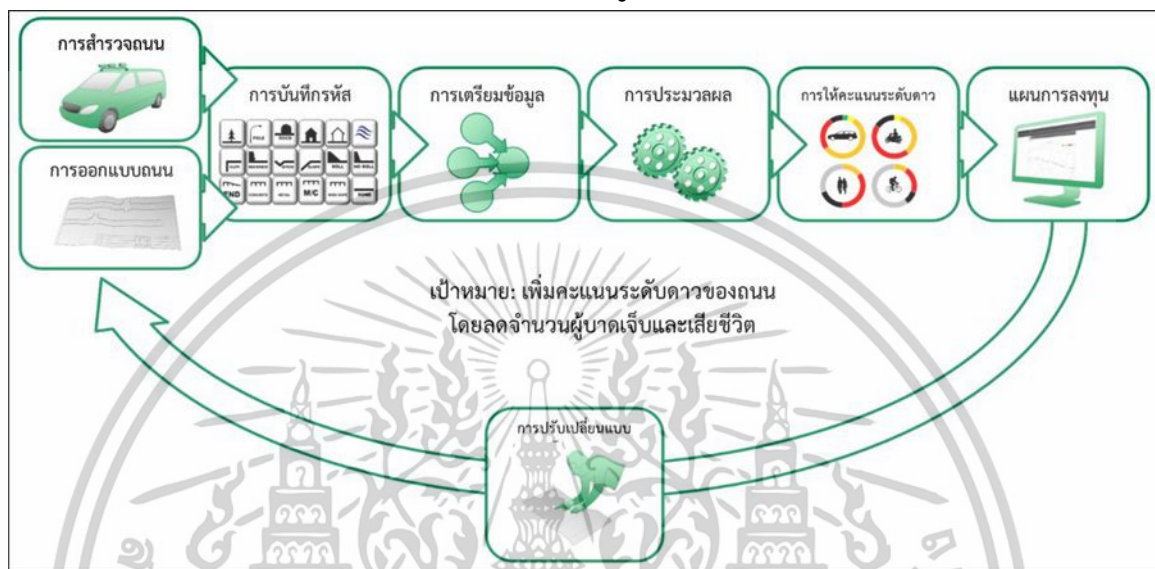 การสำรวจถนน
การออกแบบถนน
การบันทึกรหัส
การเตรียมข้อมูล
การประมวลผล
การให้คะแนนระดับดาว
แผนการลงทุน
POLE
END
M/C
เป้าหมาย: เพิ่มคะแนนระดับดาวของถนน
โดยลดจำนวนผู้บาดเจ็บและเสียชีวิต
การปรับเปลี่ยนแบบ